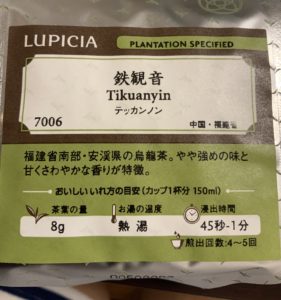 LUPICIA
PLANTATION SPECIFIED
鉄観音
Tikuanyin
テッカンノン
7006
中国・福建省
福建省南部・安渓県の烏龍茶。やや強めの味と
甘くさわやかな香りが特徴。
おいしいいれ方の目安(カップ1杯分 150ml)
茶葉の量
8g
お湯の温度
熱湯
浸出時間
45秒-1分
煎出回数:4~5回